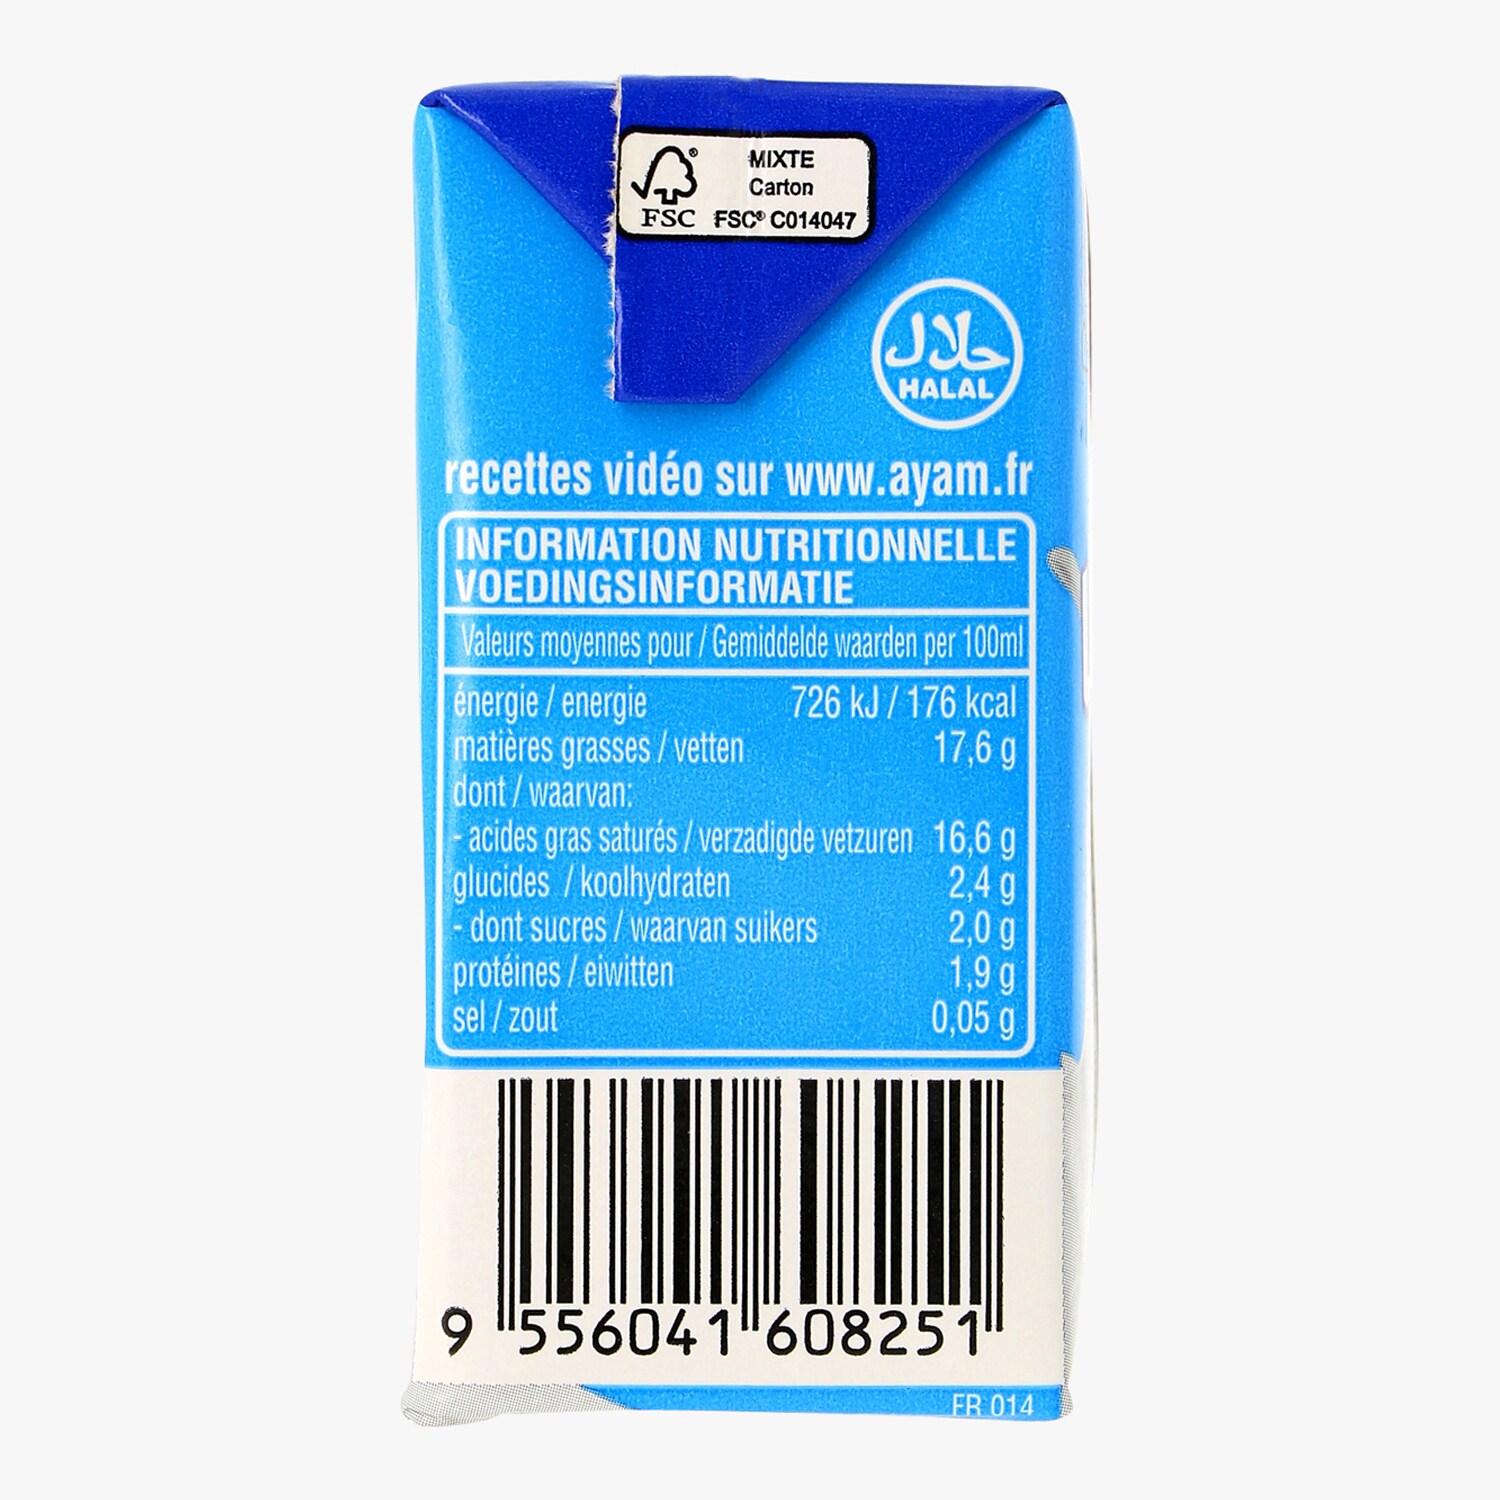 MIXTE
Carton
FSC FSC® C014047
حلال
HALAL
recettes vidéo sur www.ayam.fr
INFORMATION NUTRITIONNELLE
VOEDINGSINFORMATIE
Valeurs moyennes pour / Gemiddelde waarden per 100ml
énergie / energie 726 kJ / 176 kcal
matières grasses / vetten 17,6 g
dont / waarvan:
- acides gras saturés / verzadigde vetzuren 16,6 g
glucides / koolhydraten 2,4 g
- dont sucres / waarvan suikers 2,0 g
protéines / eiwitten 1,9 g
sel / zout 0,05 g
9 556041 608251
FR 014